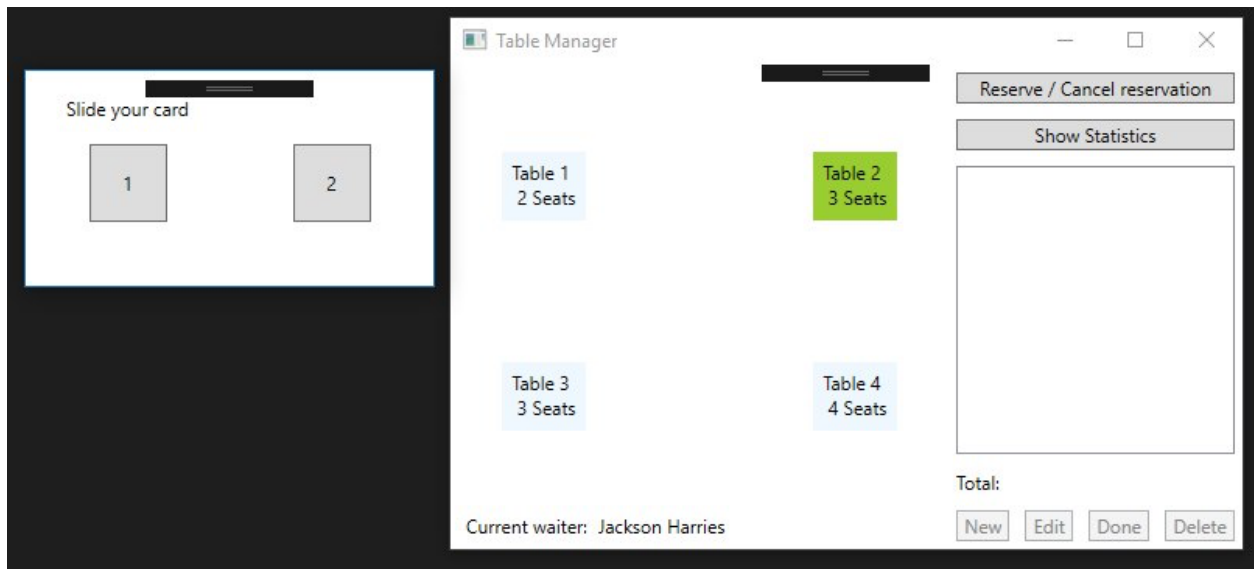 Slide your card
1
2
Table Manager
Reserve / Cancel reservation
Show Statistics
Table 1
2 Seats
Table 2
3 Seats
Table 3
3 Seats
Table 4
4 Seats
Total:
Current waiter: Jackson Harries
New
Edit
Done
Delete